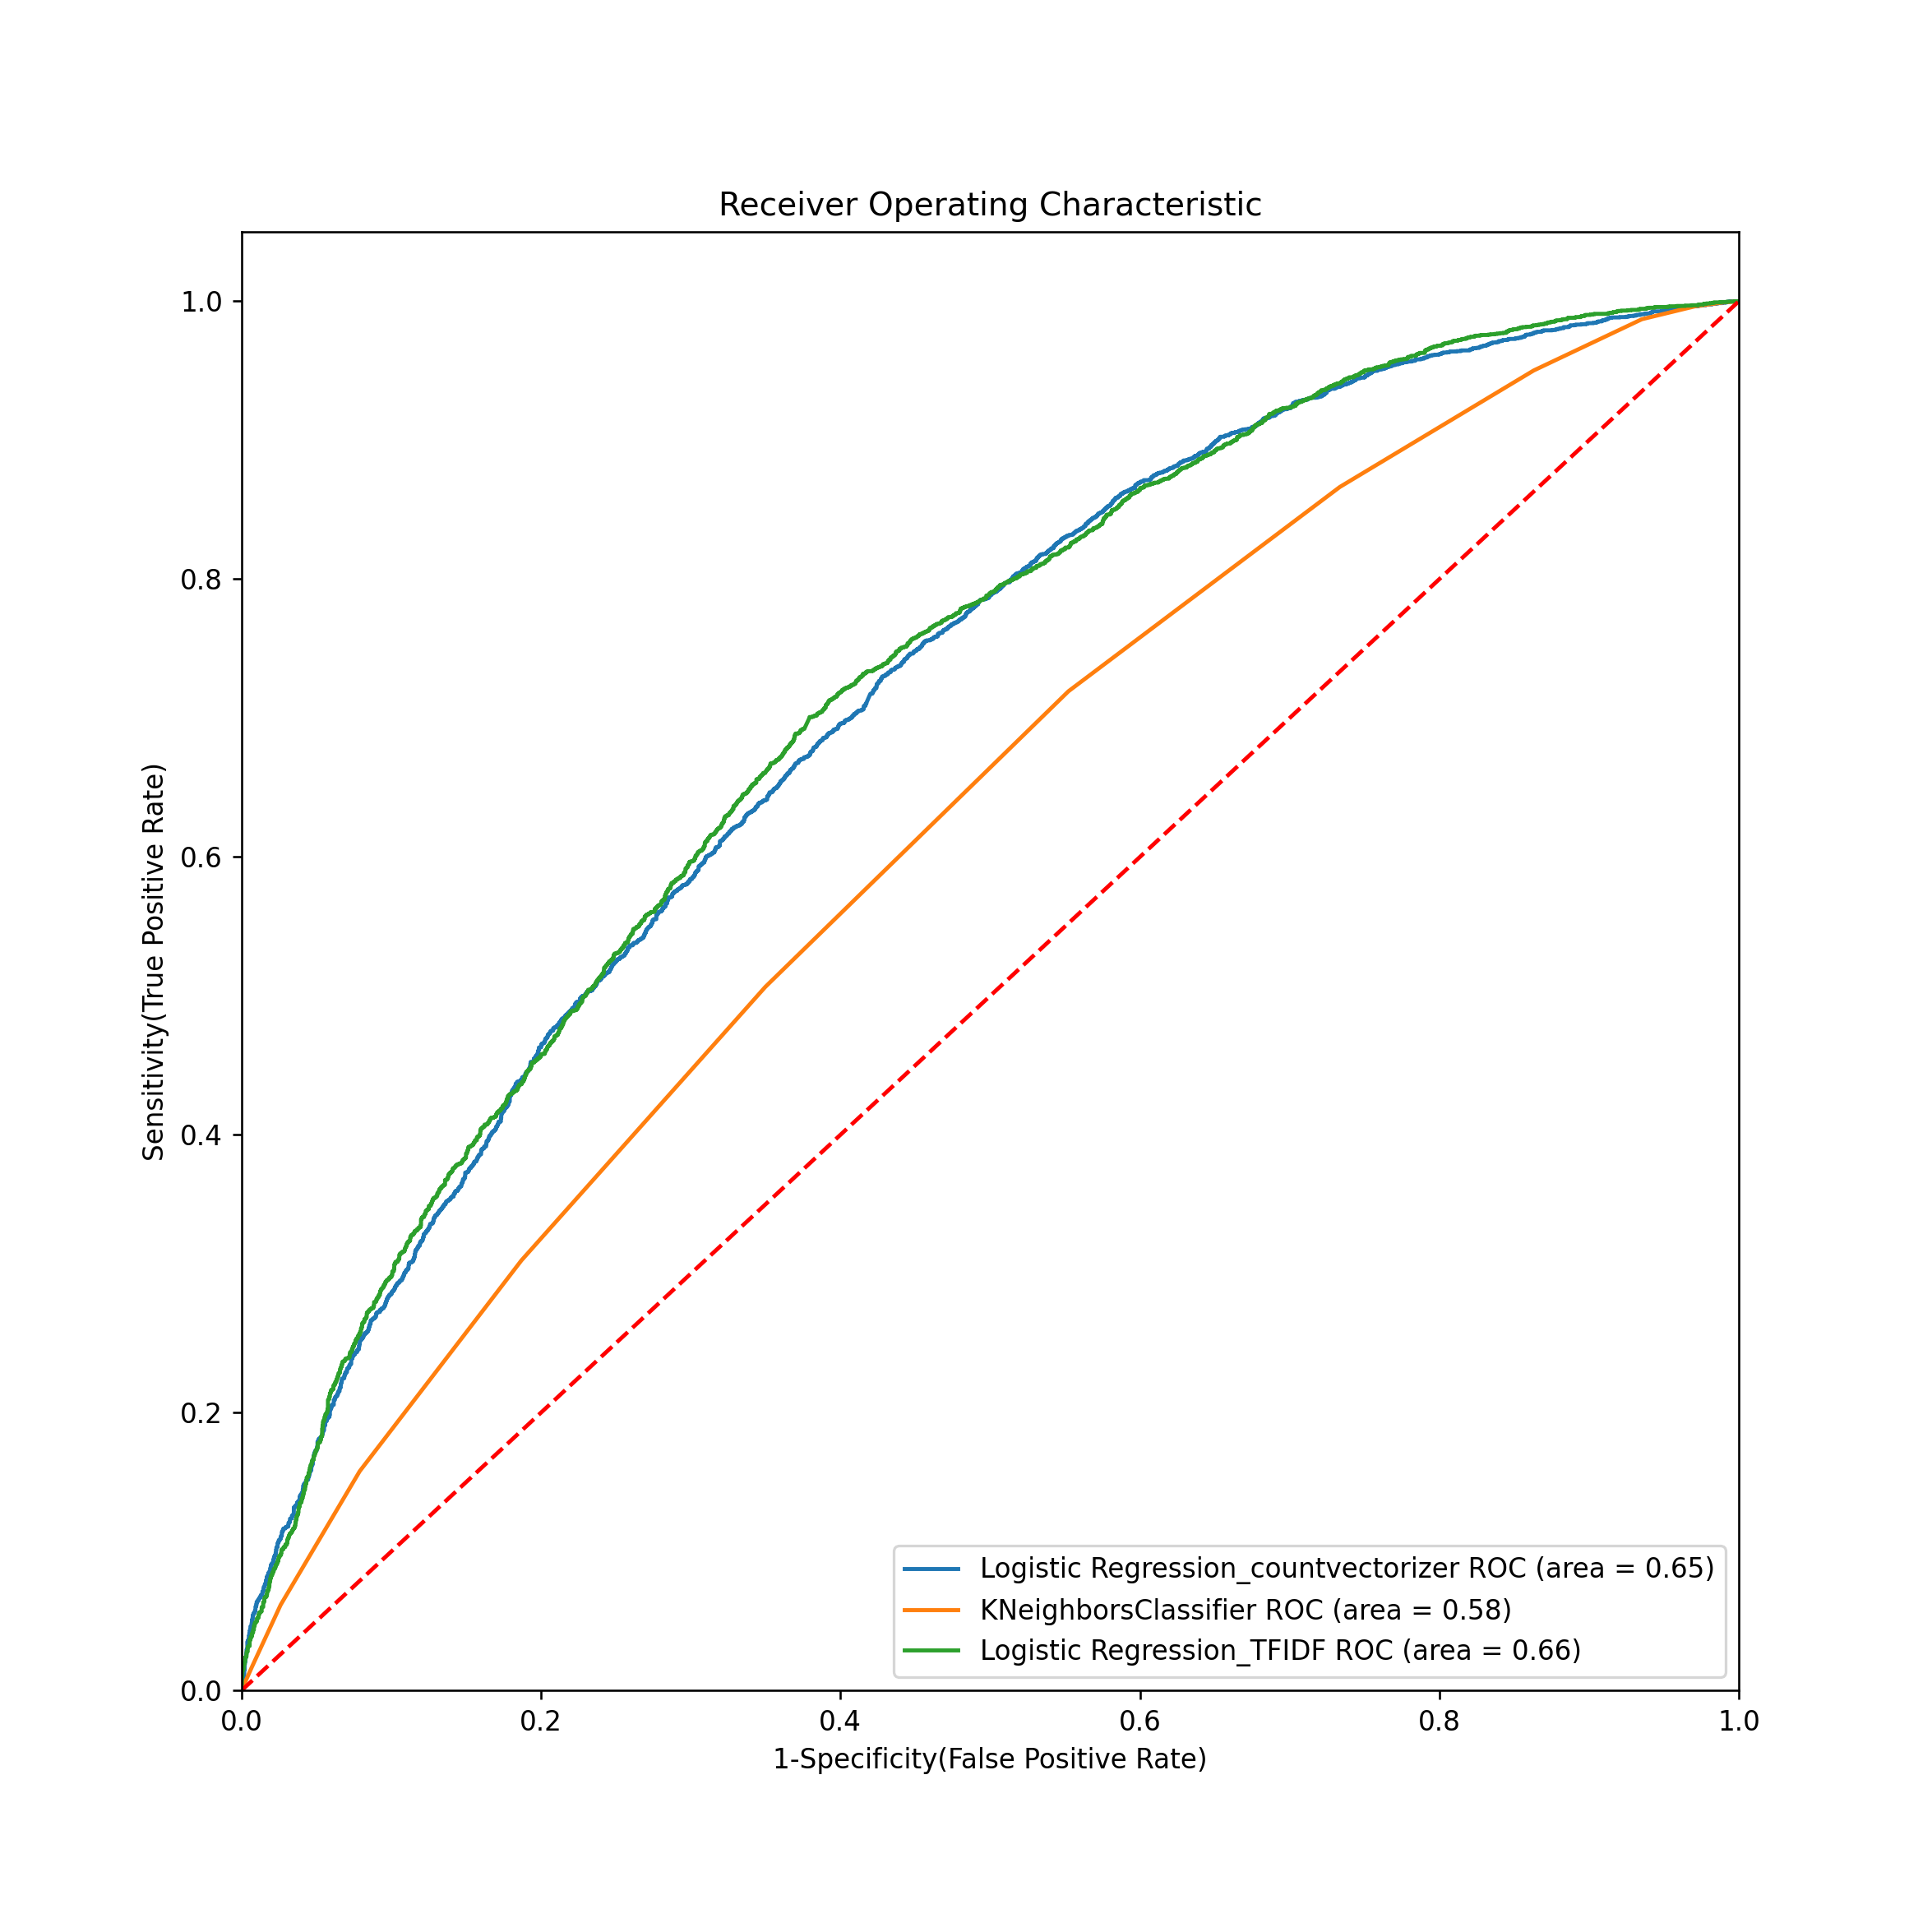 Receiver Operating Characteristic
1.0
0.8
0.6
0.4
0.2
0.0
Sensitivity(True Positive Rate)
Logistic Regression_countvectorizer ROC (area = 0.65)
KNeighborsClassifier ROC (area = 0.58)
Logistic Regression_TFIDF ROC (area = 0.66)
0.0 0.2 0.4 0.6 0.8 1.0
1-Specificity(False Positive Rate)